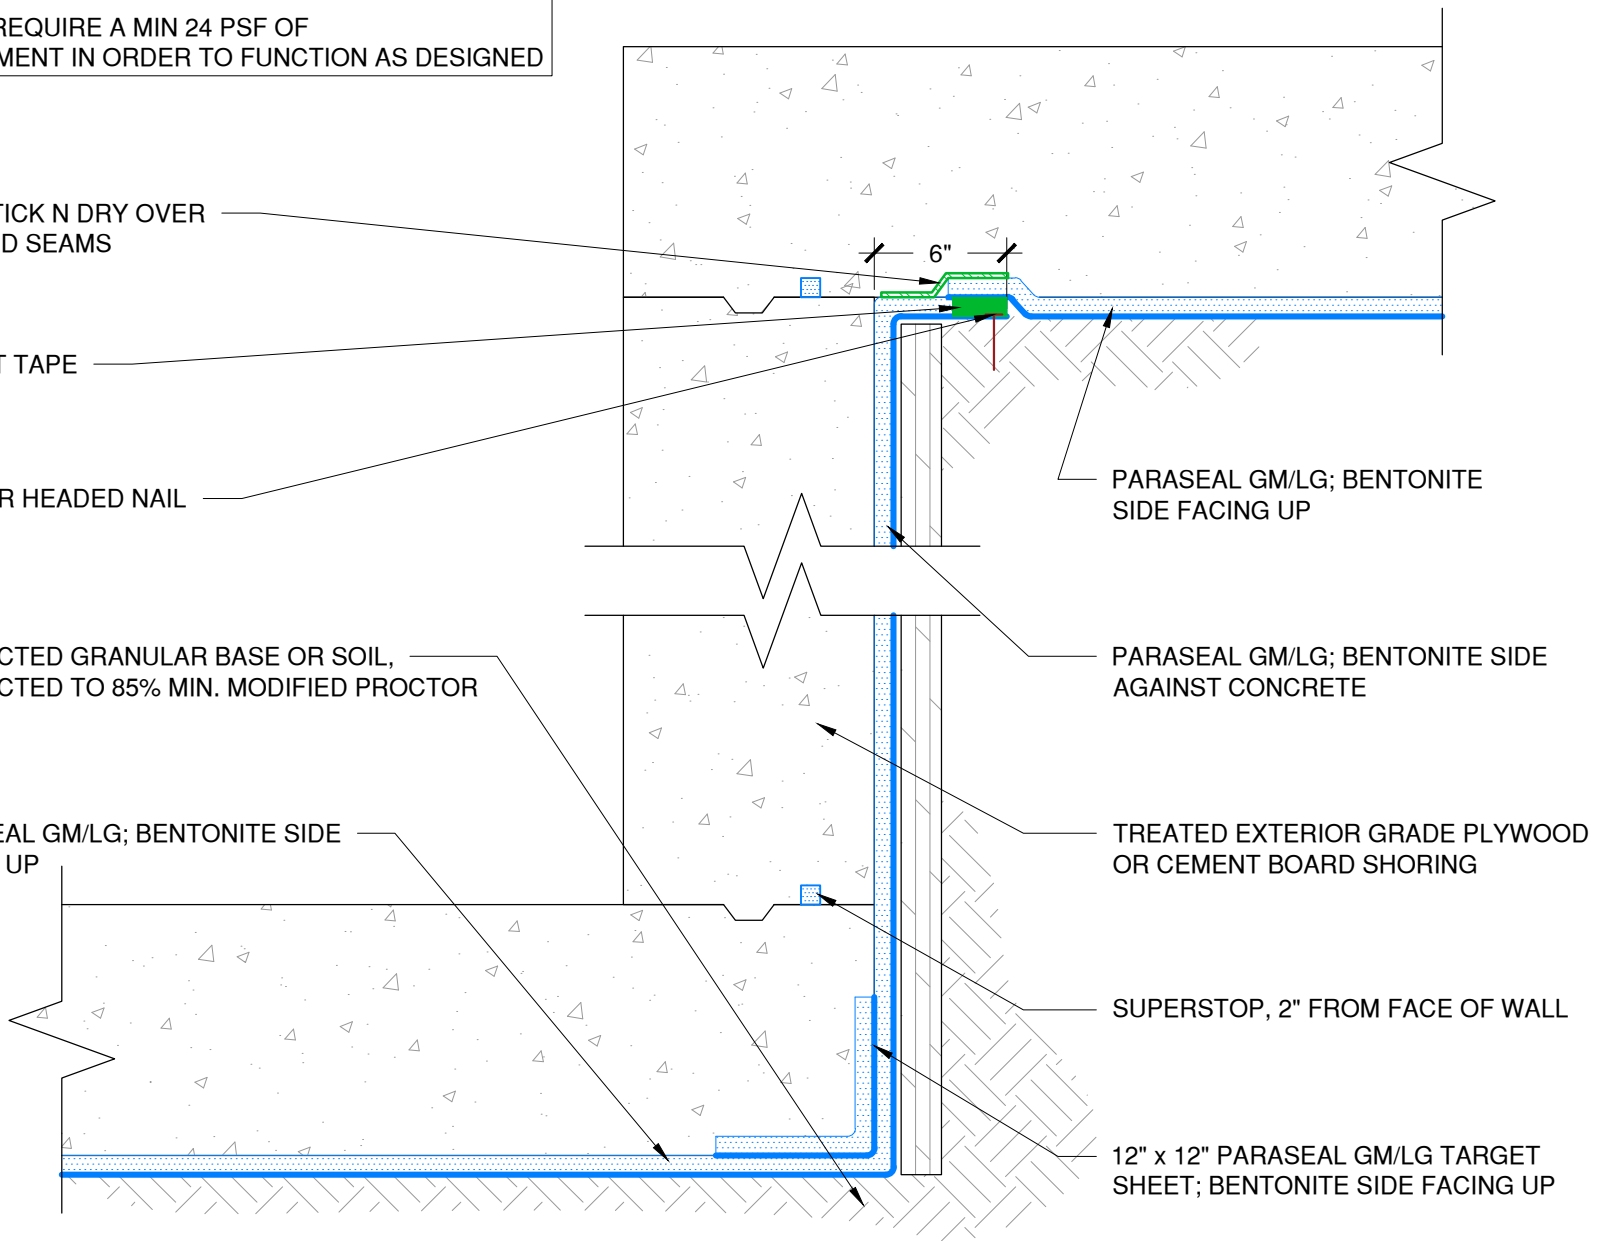 REQUIRE A MIN 24 PSF OF
MENT IN ORDER TO FUNCTION AS DESIGNED
6"
TICK N DRY OVER
D SEAMS
T TAPE
R HEADED NAIL
PARASEAL GM/LG; BENTONITE
SIDE FACING UP
CTED GRANULAR BASE OR SOIL,
CTED TO 85% MIN. MODIFIED PROCTOR
PARASEAL GM/LG; BENTONITE SIDE
AGAINST CONCRETE
EAL GM/LG; BENTONITE SIDE
UP
TREATED EXTERIOR GRADE PLYWOOD
OR CEMENT BOARD SHORING
SUPERSTOP, 2" FROM FACE OF WALL
12" x 12" PARASEAL GM/LG TARGET
SHEET; BENTONITE SIDE FACING UP